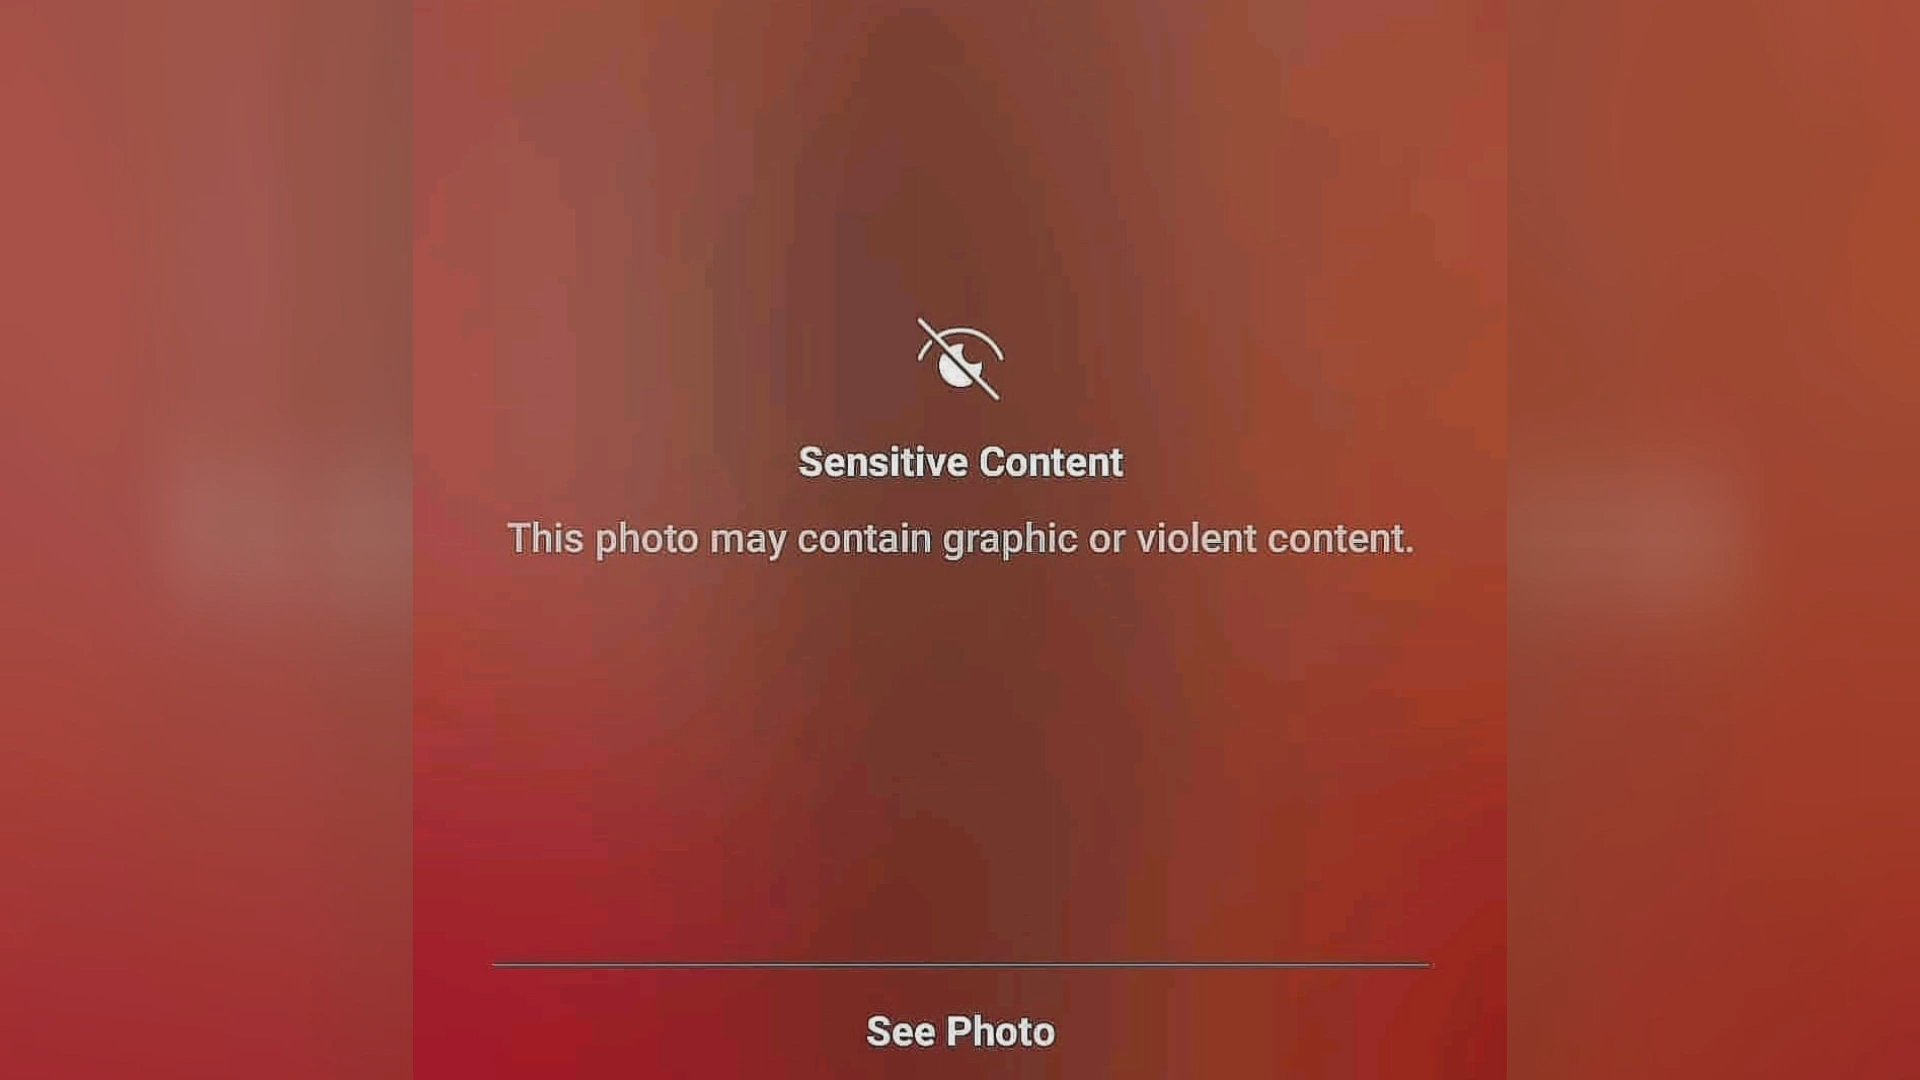 Sensitive Content
This photo may contain graphic or violent content.
See Photo